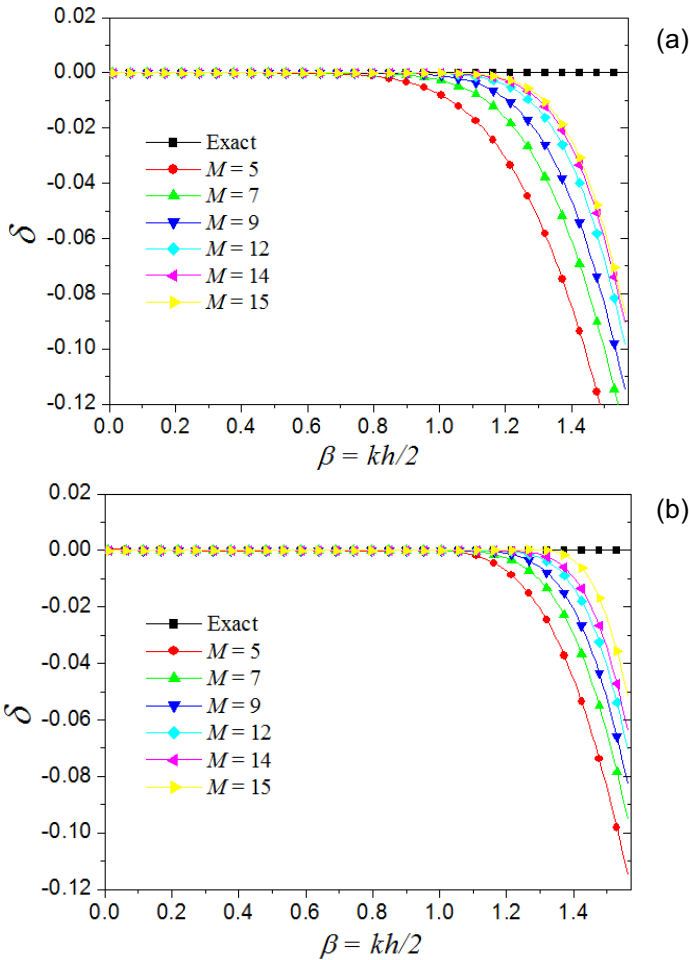 (a)
0.02
0.00
-0.02
-0.04
-0.06
-0.08
-0.10
-0.12
δ
Exact
M = 5
M = 7
M = 9
M = 12
M = 14
M = 15
0.0 0.2 0.4 0.6 0.8 1.0 1.2 1.4
β = kh/2
(b)
0.02
0.00
-0.02
-0.04
-0.06
-0.08
-0.10
-0.12
δ
Exact
M = 5
M = 7
M = 9
M = 12
M = 14
M = 15
0.0 0.2 0.4 0.6 0.8 1.0 1.2 1.4
β = kh/2